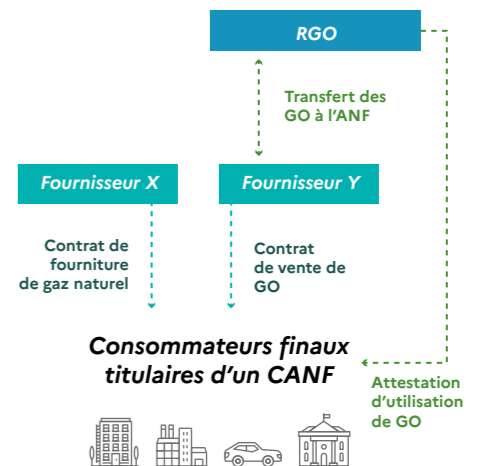 RGO
Transfert des
GO à l’ANF
Fournisseur X
Fournisseur Y
Contrat de
fourniture
de gaz naturel
Contrat
de vente de
GO
Consommateurs finaux
titulaires d’un CANF
Attestation
d’utilisation
de GO